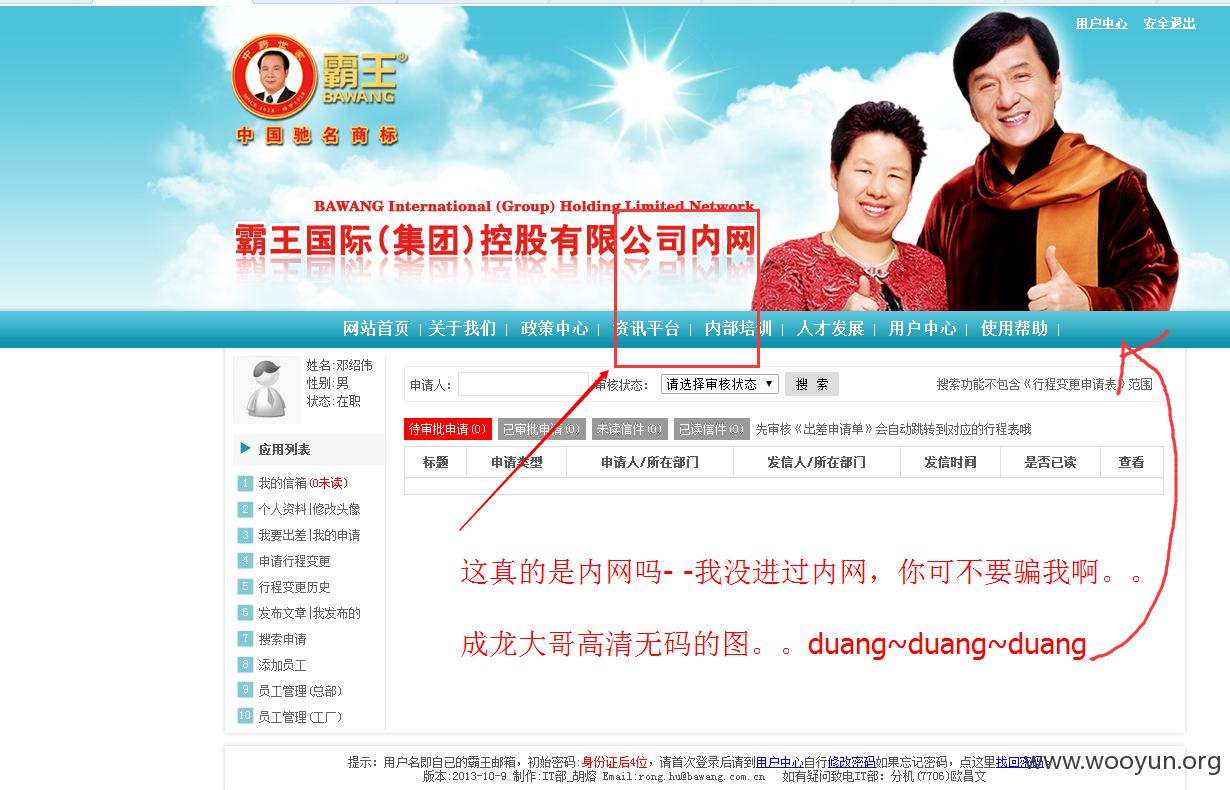 用户中心 安全退出
中药世家
SINCE 1928
霸王®
BAWANG
中国驰名商标
BAWANG International (Group) Holding Limited Network
霸王国际(集团)控股有限公司内网
网站首页 | 关于我们 | 政策中心 | 资讯平台 | 内部培训 | 人才发展 | 用户中心 | 使用帮助 |
姓名:邓绍伟
性别:男
状态:在职
申请人: 审核状态: 请选择审核状态 搜 索 搜索功能不包含《行程变更申请表》范围
待审批申请(0) 已审批申请(0) 未读信件(0) 已读信件(0) 先审核《出差申请单》会自动跳转到对应的行程表哦
标题 申请类型 申请人/所在部门 发信人/所在部门 发信时间 是否已读 查看
应用列表
1 我的信箱(0未读)
2 个人资料|修改头像
3 我要出差|我的申请
4 申请行程变更
5 行程变更历史
6 发布文章|我发布的
7 搜索申请
8 添加员工
9 员工管理(总部)
10 员工管理(工厂)
这真的是内网吗- -我没进过内网，你可不要骗我啊。。
成龙大哥高清无码的图。。duang~duang~duang
提示：用户名即自已的霸王邮箱，初始密码:身份证后4位，请首次登录后请到用户中心自行修改密码如果忘记密码，点这里找回密码
版本:2013-10-9 制作:IT部_胡熔 Email:rong.hu@bawang.com.cn 如有疑问致电IT部：分机(7706)欧昌文
www.wooyun.org